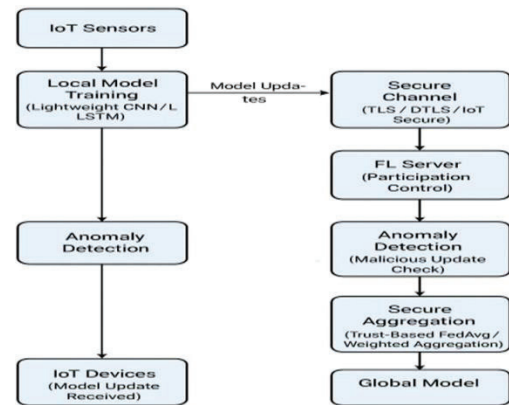 IoT Sensors
Local Model
Training
(Lightweight CNN/L
LSTM)
Model Upda-
tes
Secure
Channel
(TLS / DTLS/IoT
Secure)
FL Server
(Participation
Control)
Anomaly
Detection
Anomaly
Detection
(Malicious Update
Check)
Secure
Aggregation
(Trust-Based FedAvg/
Weighted Aggregation)
IoT Devices
(Model Update
Received)
Global Model